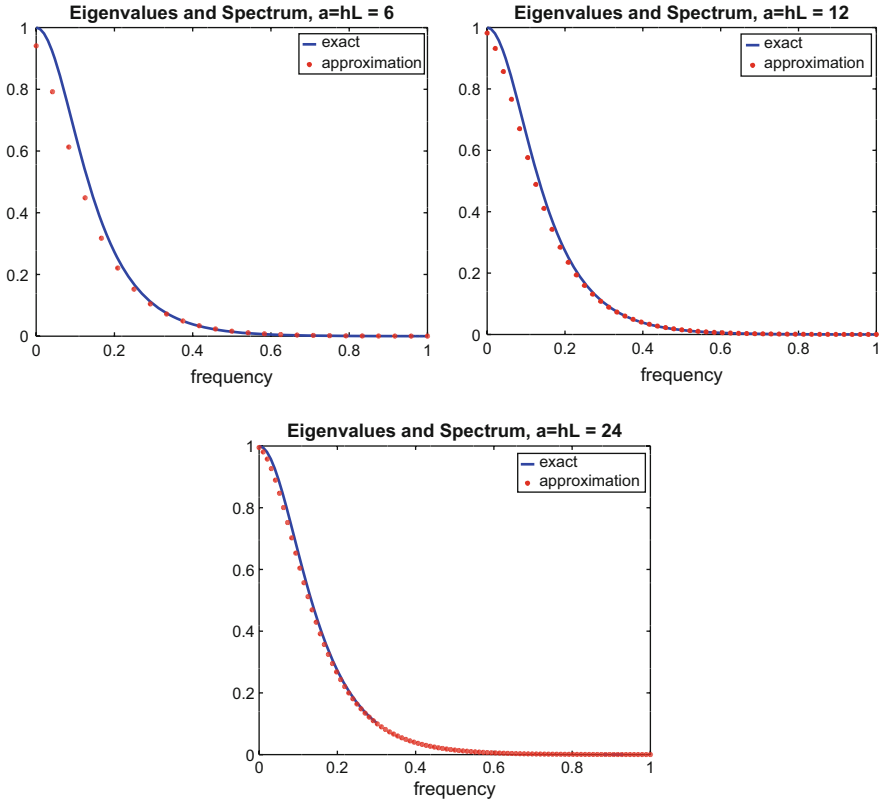 Eigenvalues and Spectrum, a=hL = 6
exact
approximation
1
0.8
0.6
0.4
0.2
0
0 0.2 0.4 0.6 0.8 1
frequency
Eigenvalues and Spectrum, a=hL = 12
exact
approximation
1
0.8
0.6
0.4
0.2
0
0 0.2 0.4 0.6 0.8 1
frequency
Eigenvalues and Spectrum, a=hL = 24
exact
approximation
1
0.8
0.6
0.4
0.2
0
0 0.2 0.4 0.6 0.8 1
frequency